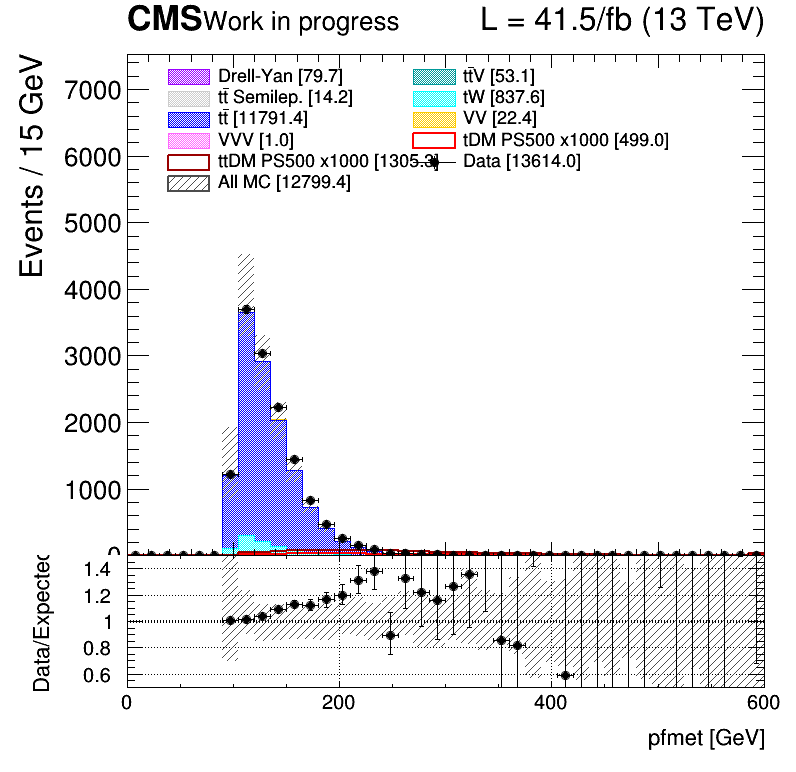 CMS Work in progress L = 41.5/fb (13 TeV)
Events / 15 GeV
7000
6000
5000
4000
3000
2000
1000
0
Drell-Yan [79.7] tt̄V [53.1]
tt̄ Semilep. [14.2] tW [837.6]
tt̄ [11791.4] VV [22.4]
VVV [1.0] tDM PS500 x1000 [499.0]
ttDM PS500 x1000 [1305.3] Data [13614.0]
All MC [12799.4]
Data/Expected
1.4
1.2
1
0.8
0.6
0 200 400 600
pfmet [GeV]